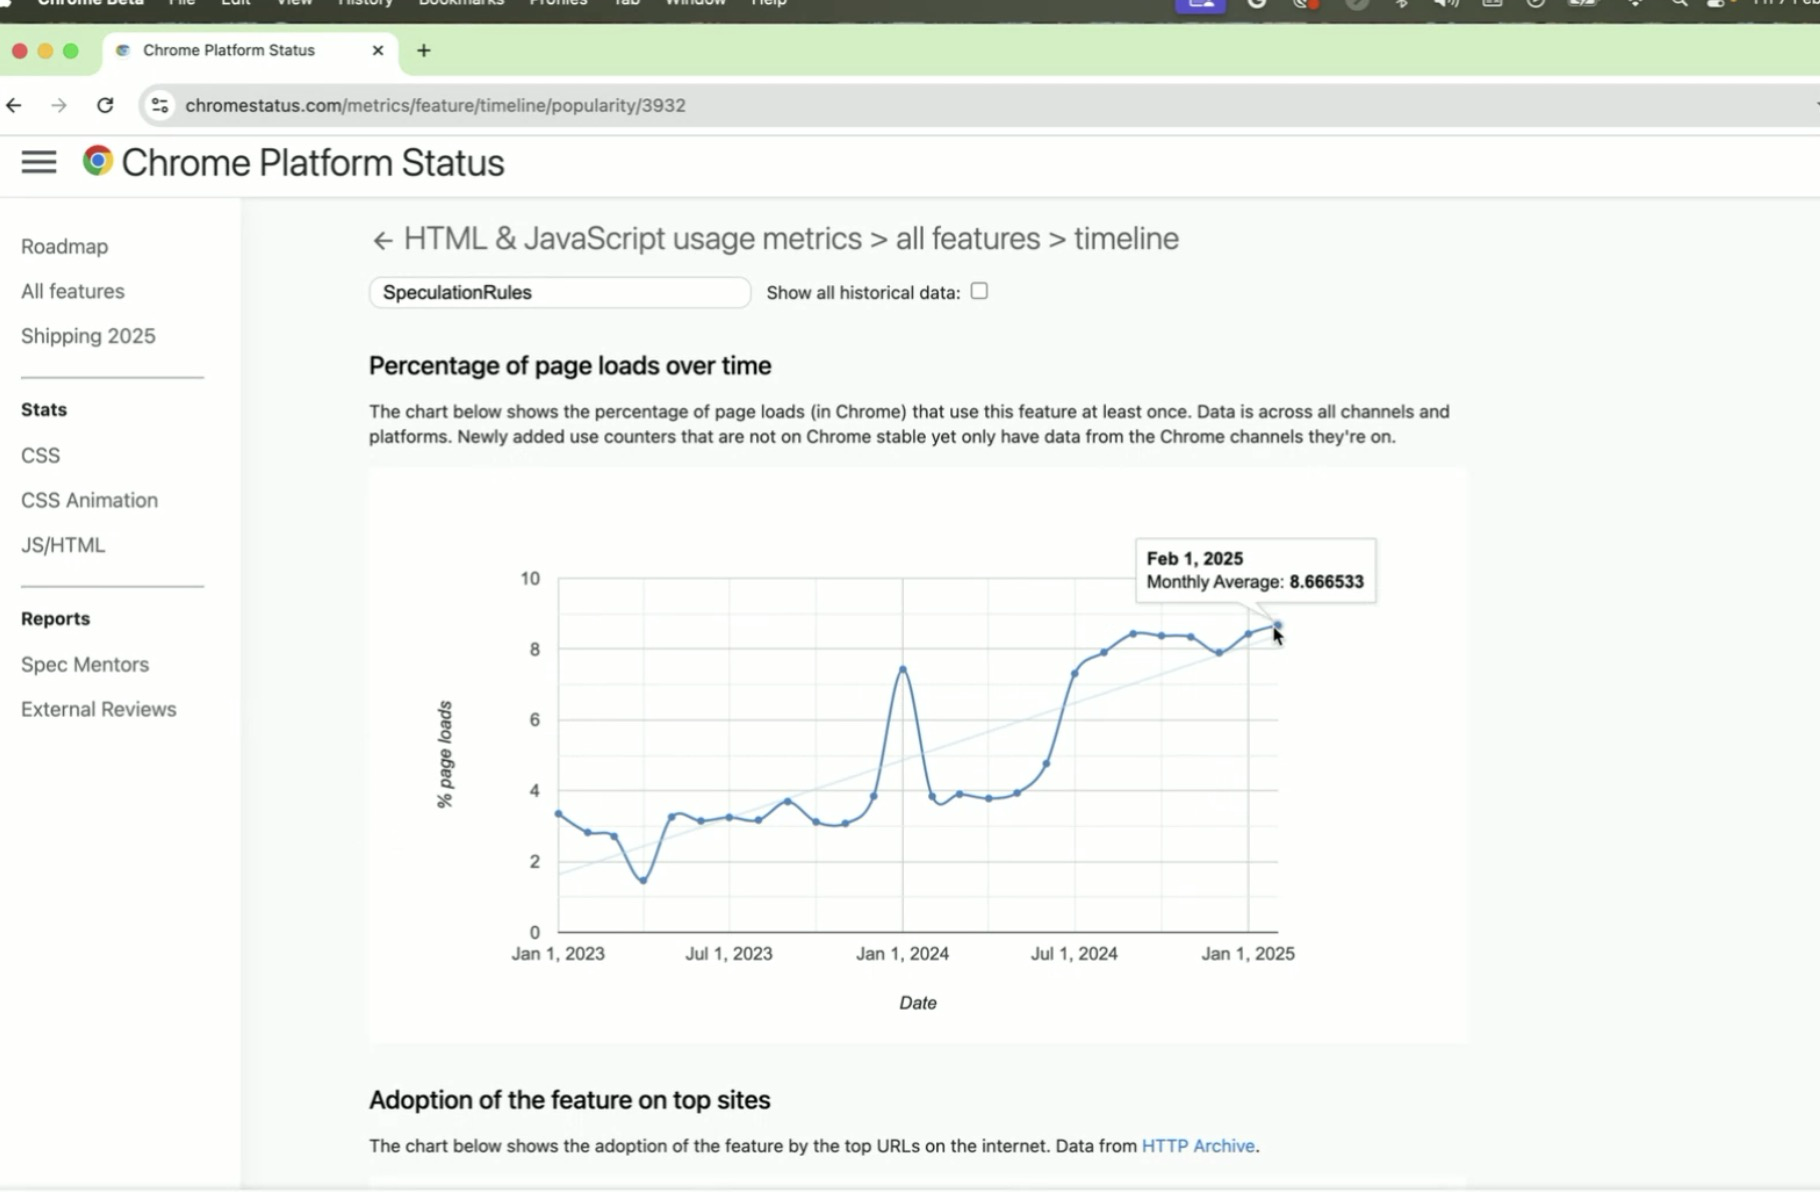 Chrome Beta File Edit View History Bookmarks Profiles Tab Window Help
Chrome Platform Status
chromestatus.com/metrics/feature/timeline/popularity/3932
Chrome Platform Status
Roadmap
All features
Shipping 2025
Stats
CSS
CSS Animation
JS/HTML
Reports
Spec Mentors
External Reviews
← HTML & JavaScript usage metrics > all features > timeline
SpeculationRules
Show all historical data:
Percentage of page loads over time
The chart below shows the percentage of page loads (in Chrome) that use this feature at least once. Data is across all channels and
platforms. Newly added use counters that are not on Chrome stable yet only have data from the Chrome channels they're on.
Feb 1, 2025
Monthly Average: 8.666533
10
8
6
4
2
0
% page loads
Jan 1, 2023
Jul 1, 2023
Jan 1, 2024
Jul 1, 2024
Jan 1, 2025
Date
Adoption of the feature on top sites
The chart below shows the adoption of the feature by the top URLs on the internet. Data from HTTP Archive.